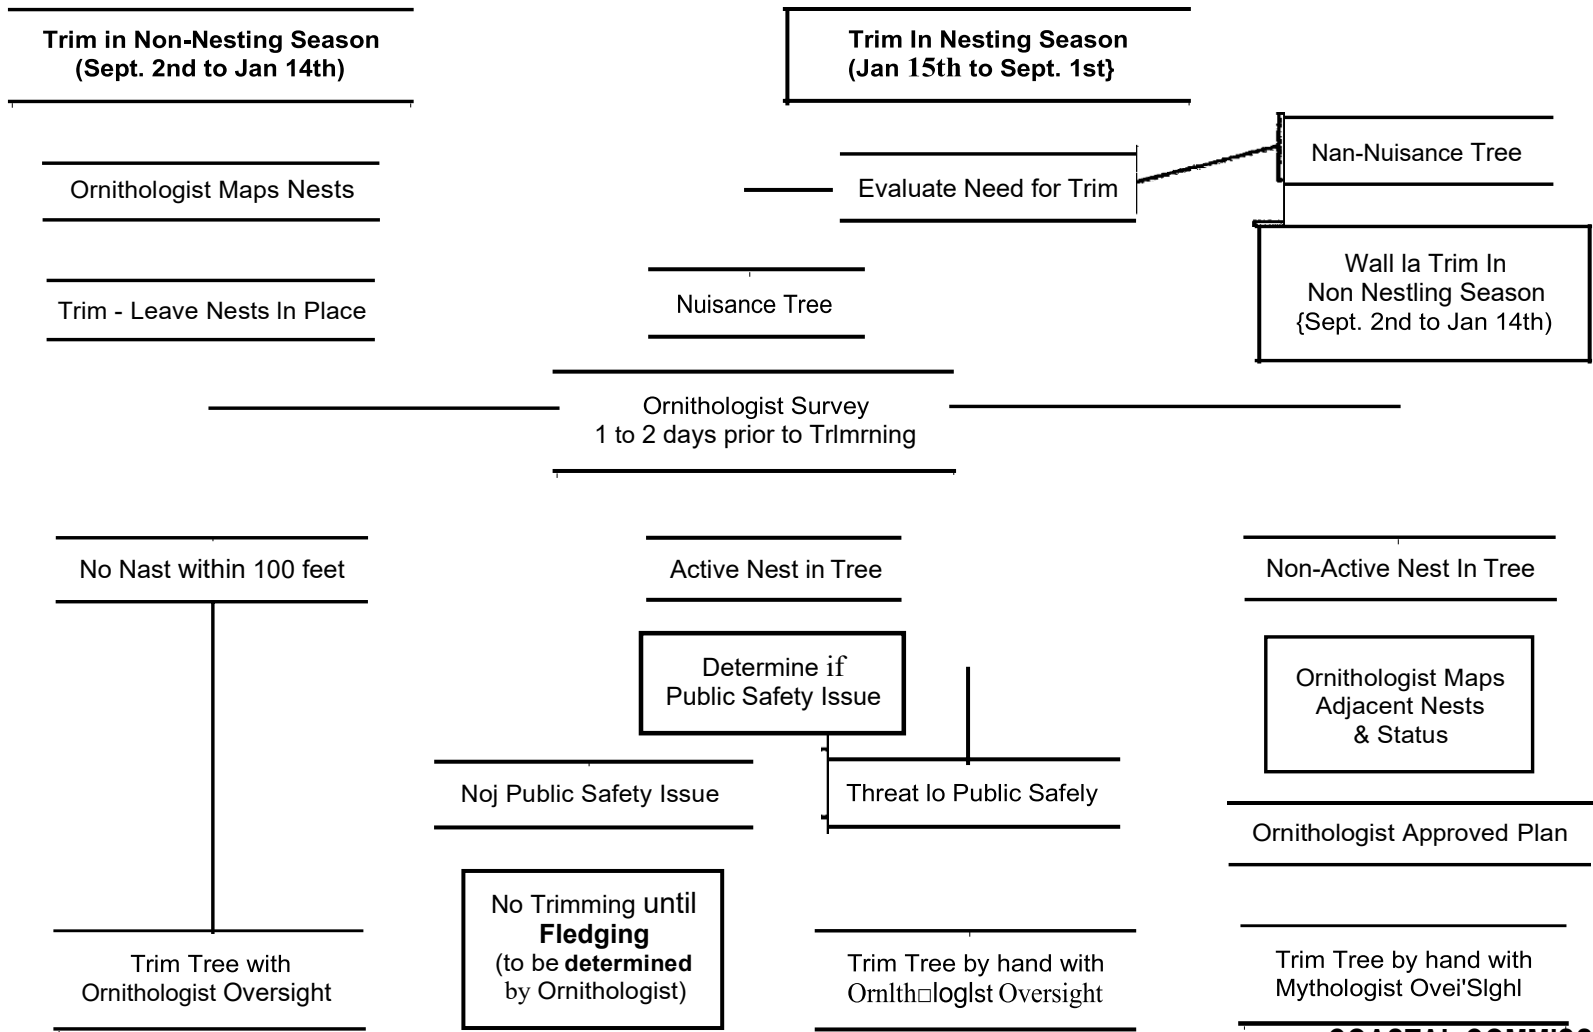 Trim in Non-Nesting Season
(Sept. 2nd to Jan 14th)
Trim In Nesting Season
(Jan 15th to Sept. 1st}
Nan-Nuisance Tree
Ornithologist Maps Nests
Evaluate Need for Trim
Wall la Trim In
Non Nestling Season
{Sept. 2nd to Jan 14th)
Trim - Leave Nests In Place
Nuisance Tree
Ornithologist Survey
1 to 2 days prior to Trlmrning
No Nast within 100 feet
Active Nest in Tree
Non-Active Nest In Tree
Determine if
Public Safety Issue
Ornithologist Maps
Adjacent Nests
& Status
Noj Public Safety Issue
Threat lo Public Safely
Ornithologist Approved Plan
No Trimming until
Fledging
(to be determined
by Ornithologist)
Trim Tree with
Ornithologist Oversight
Trim Tree by hand with
Ornlth□loglst Oversight
Trim Tree by hand with
Mythologist Ovei'Slghl